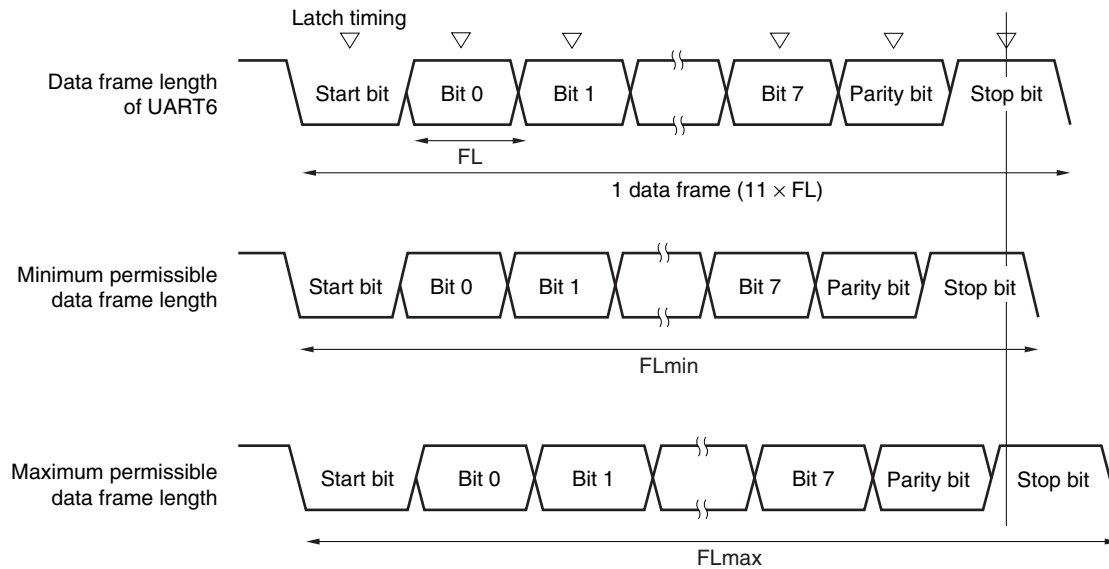 Latch timing
Data frame length
of UART6
Start bit Bit 0 Bit 1 Bit 7 Parity bit Stop bit
FL
1 data frame (11 × FL)
Minimum permissible
data frame length
Start bit Bit 0 Bit 1 Bit 7 Parity bit Stop bit
FLmin
Maximum permissible
data frame length
Start bit Bit 0 Bit 1 Bit 7 Parity bit Stop bit
FLmax